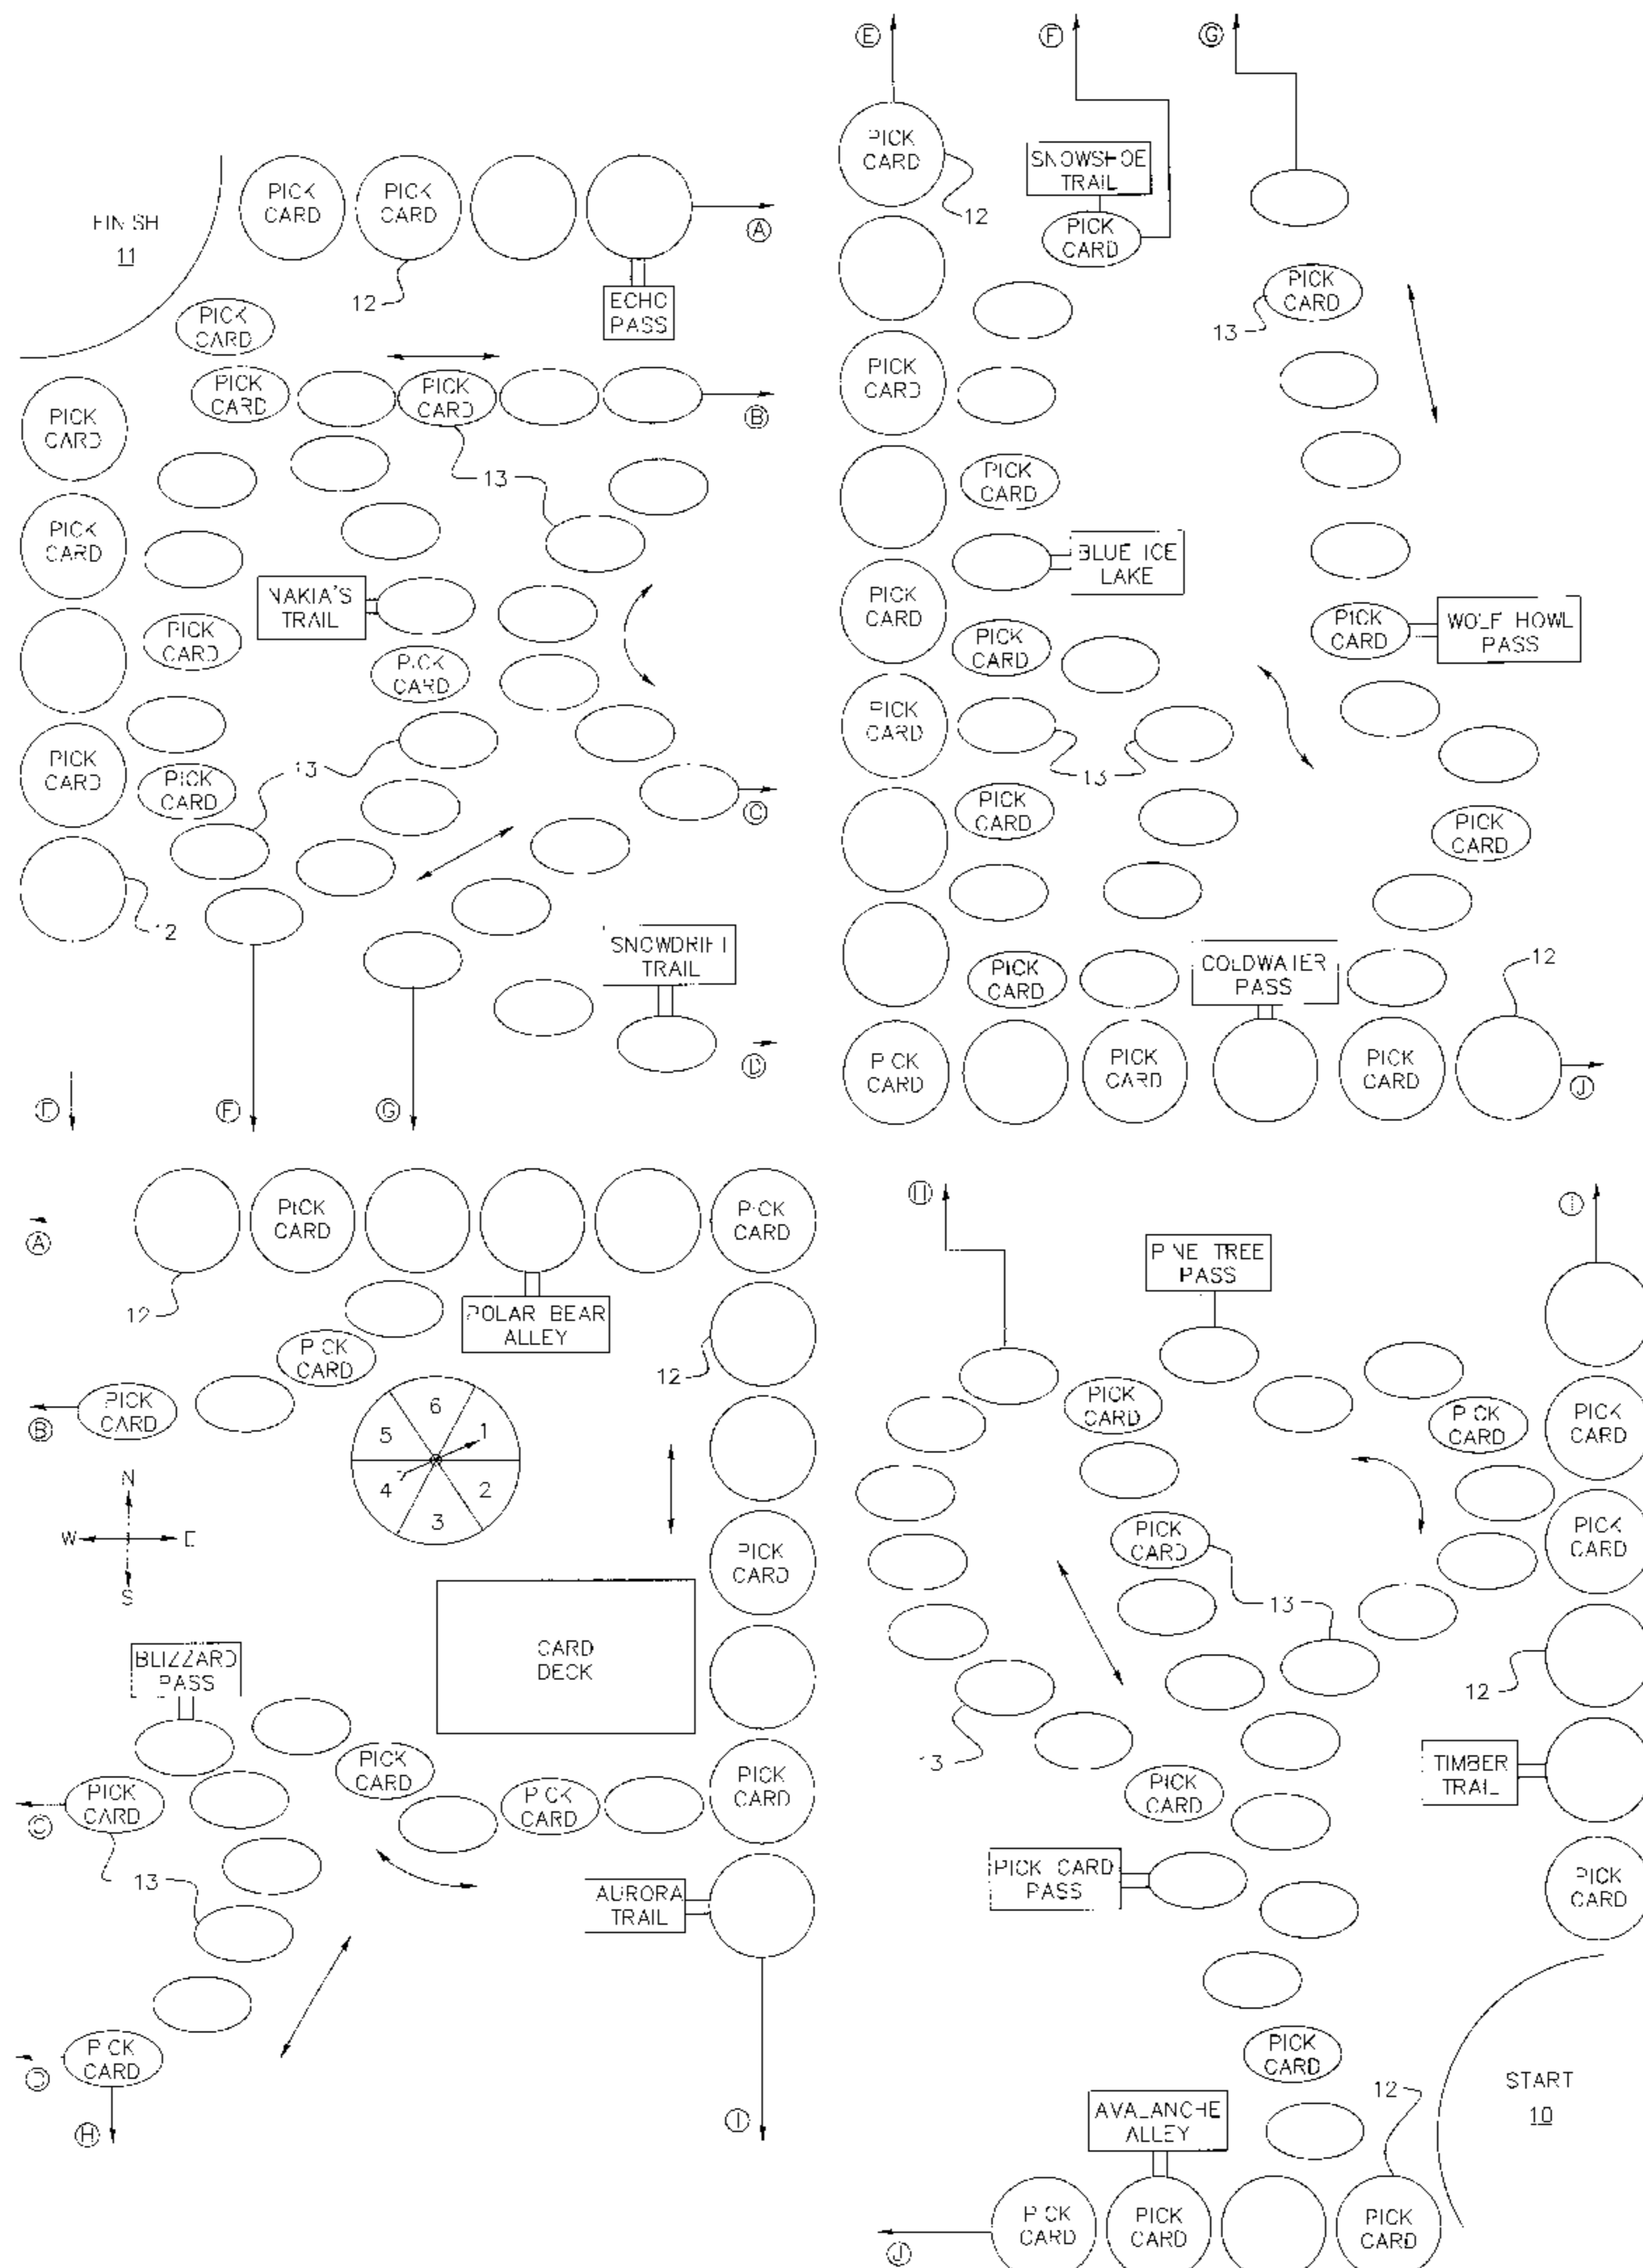 FINISH
11
PICK
CARD
PICK
CARD
A
12
ECHO
PASS
PICK
CARD
PICK
CARD
PICK
CARD
B
PICK
CARD
13
PICK
CARD
NAKIA'S
TRAIL
PICK
CARD
PICK
CARD
PICK
CARD
13
PICK
CARD
C
12
SNOWDRIFT
TRAIL
D
E
F
G
E
F
G
PICK
CARD
12
SNOWSHOE
TRAIL
PICK
CARD
PICK
CARD
13
PICK
CARD
PICK
CARD
BLUE ICE
LAKE
PICK
CARD
PICK
CARD
PICK
CARD
WOLF HOWL
PASS
PICK
CARD
13
PICK
CARD
PICK
CARD
PICK
CARD
COLDWATER
PASS
12
PICK
CARD
PICK
CARD
PICK
CARD
J
A
PICK
CARD
PICK
CARD
12
POLAR BEAR
ALLEY
PICK
CARD
12
B
PICK
CARD
6
5
1
4
2
3
N
W
E
S
PICK
CARD
CARD
DECK
BLIZZARD
PASS
PICK
CARD
PICK
CARD
C
PICK
CARD
PICK
CARD
13
AURORA
TRAIL
D
PICK
CARD
H
I
H
I
PINE TREE
PASS
PICK
CARD
PICK
CARD
PICK
CARD
PICK
CARD
PICK
CARD
13
12
13
PICK
CARD
TIMBER
TRAIL
PICK CARD
PASS
PICK
CARD
PICK
CARD
START
10
12
AVALANCHE
ALLEY
PICK
CARD
PICK
CARD
PICK
CARD
J